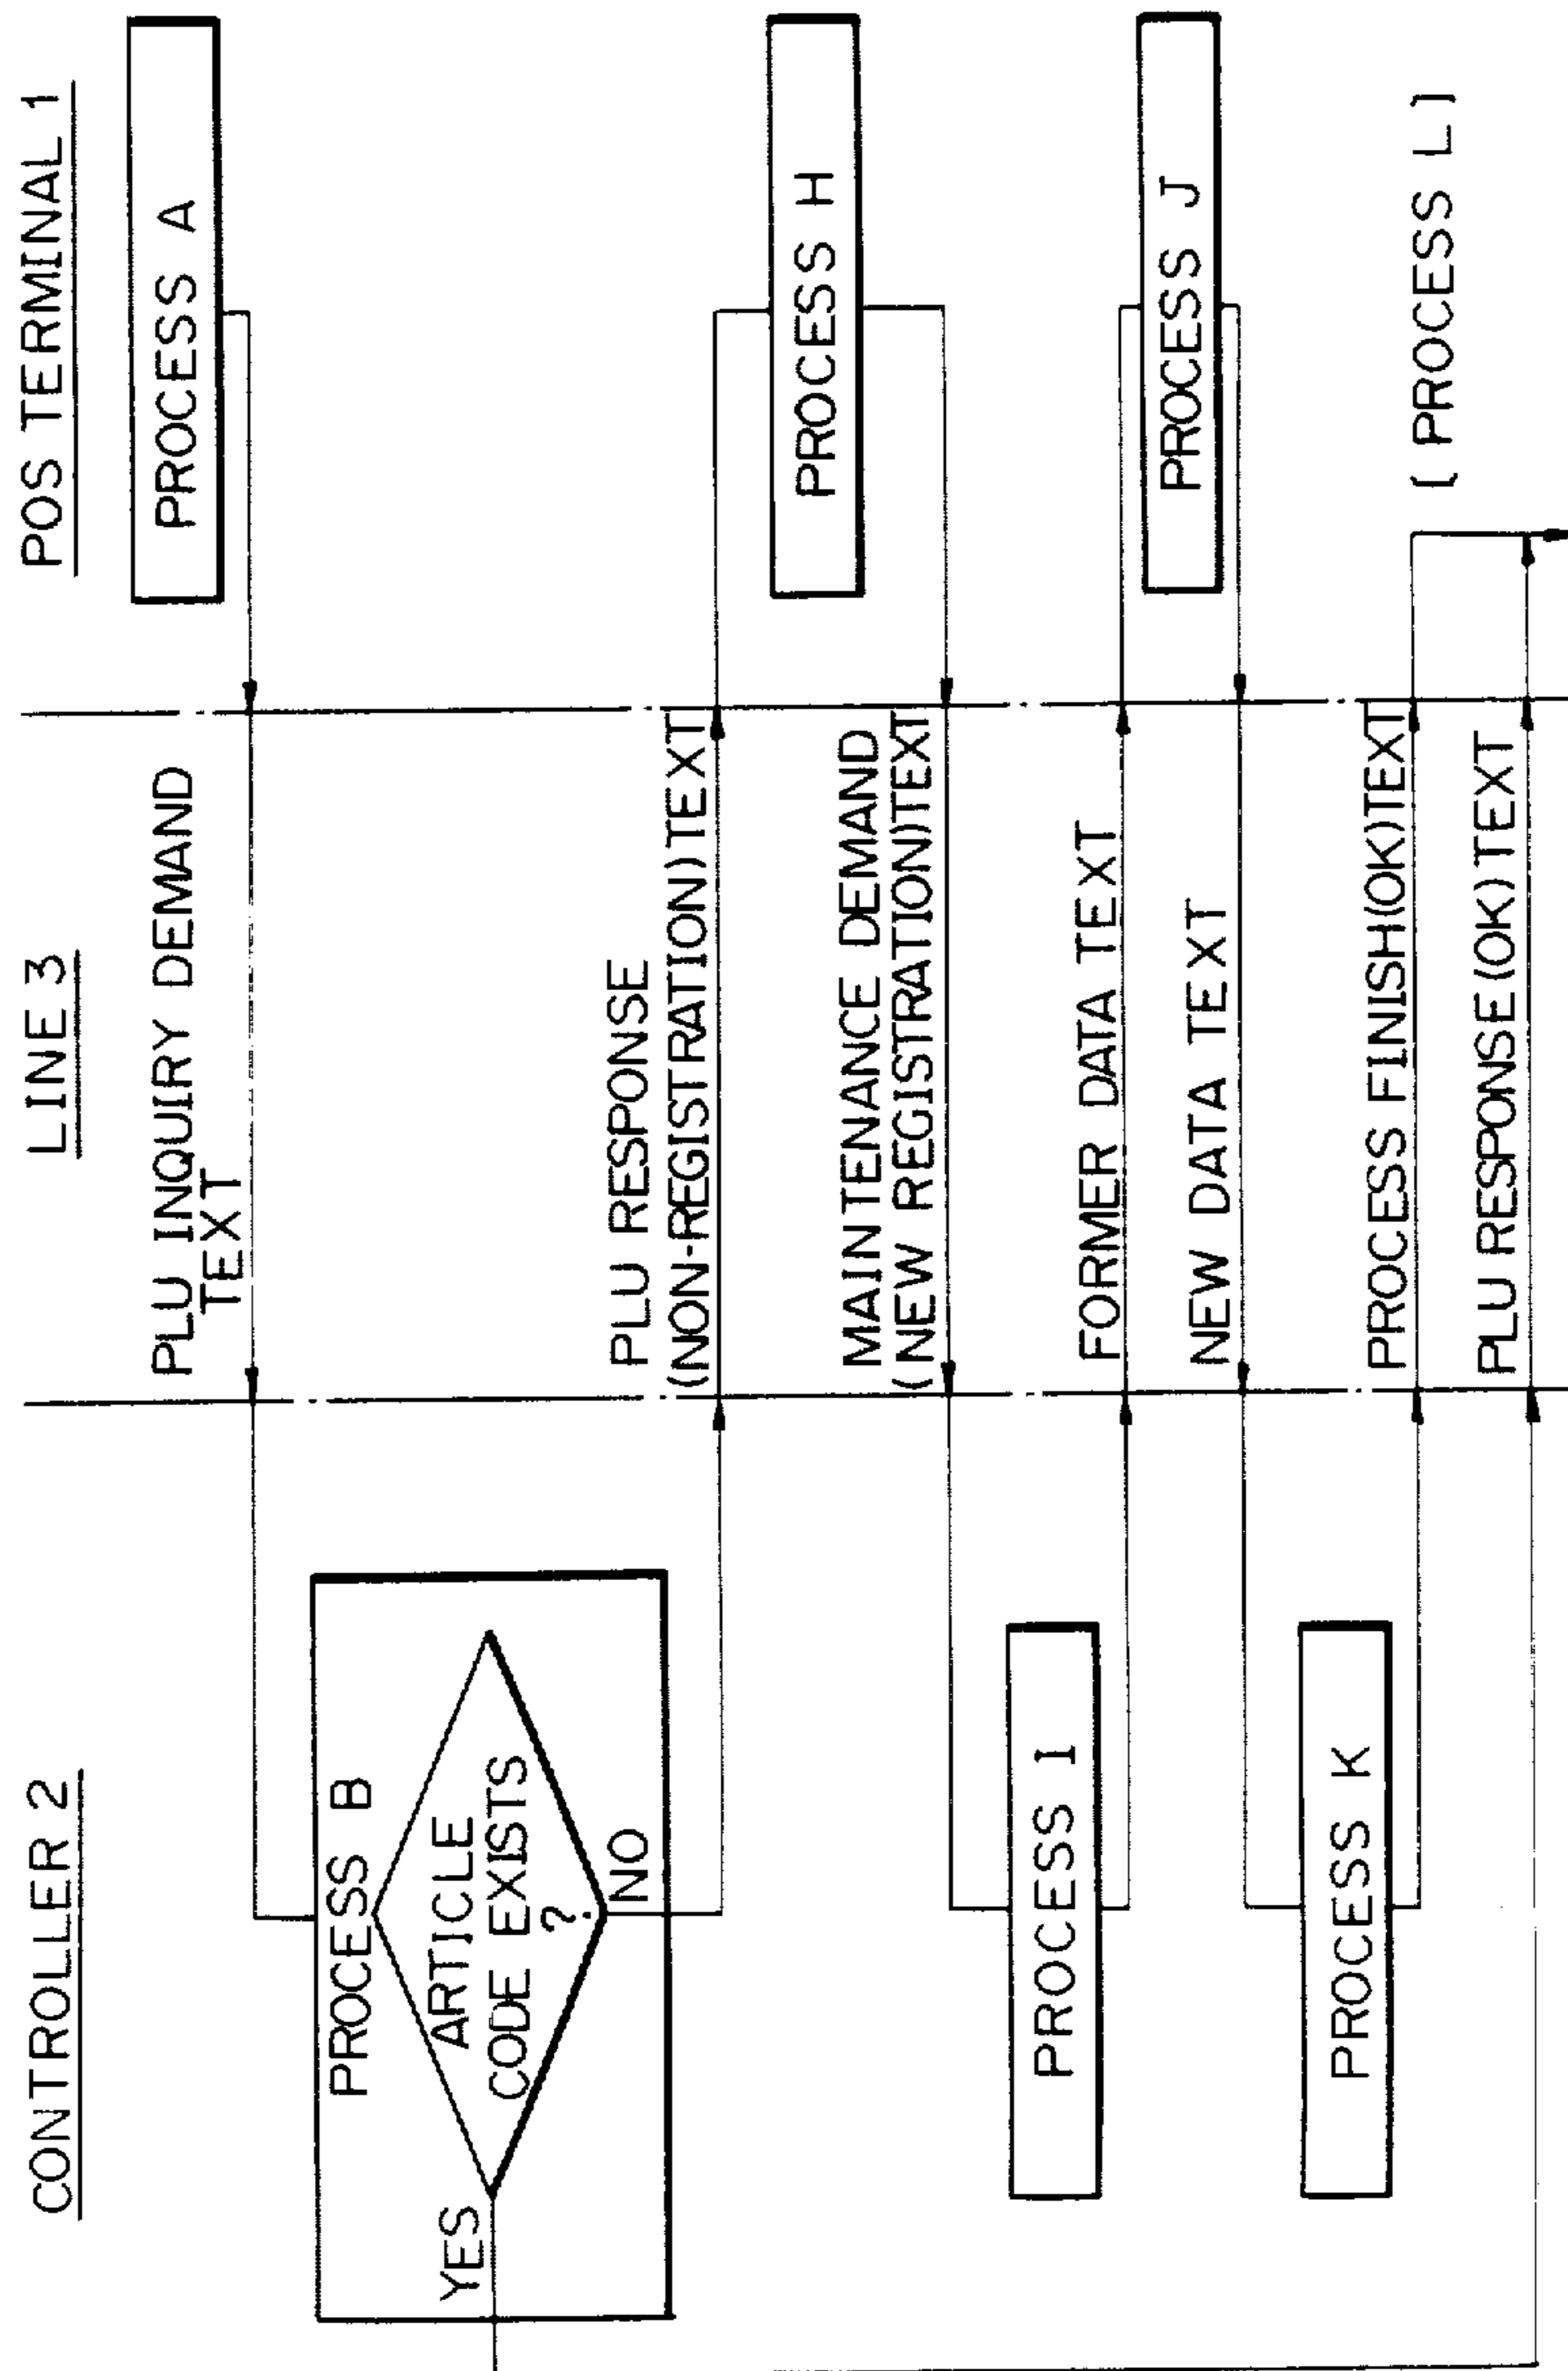 CONTROLLER 2
LINE 3
POS TERMINAL 1
PROCESS A
PLU INQUIRY DEMAND
TEXT
PROCESS B
ARTICLE
CODE EXISTS
?
YES
NO
PLU RESPONSE
(NON-REGISTRATION) TEXT
PROCESS H
MAINTENANCE DEMAND
(NEW REGISTRATION) TEXT
PROCESS I
FORMER DATA TEXT
PROCESS J
NEW DATA TEXT
PROCESS K
PROCESS FINISH (OK) TEXT
( PROCESS L )
PLU RESPONSE (OK) TEXT